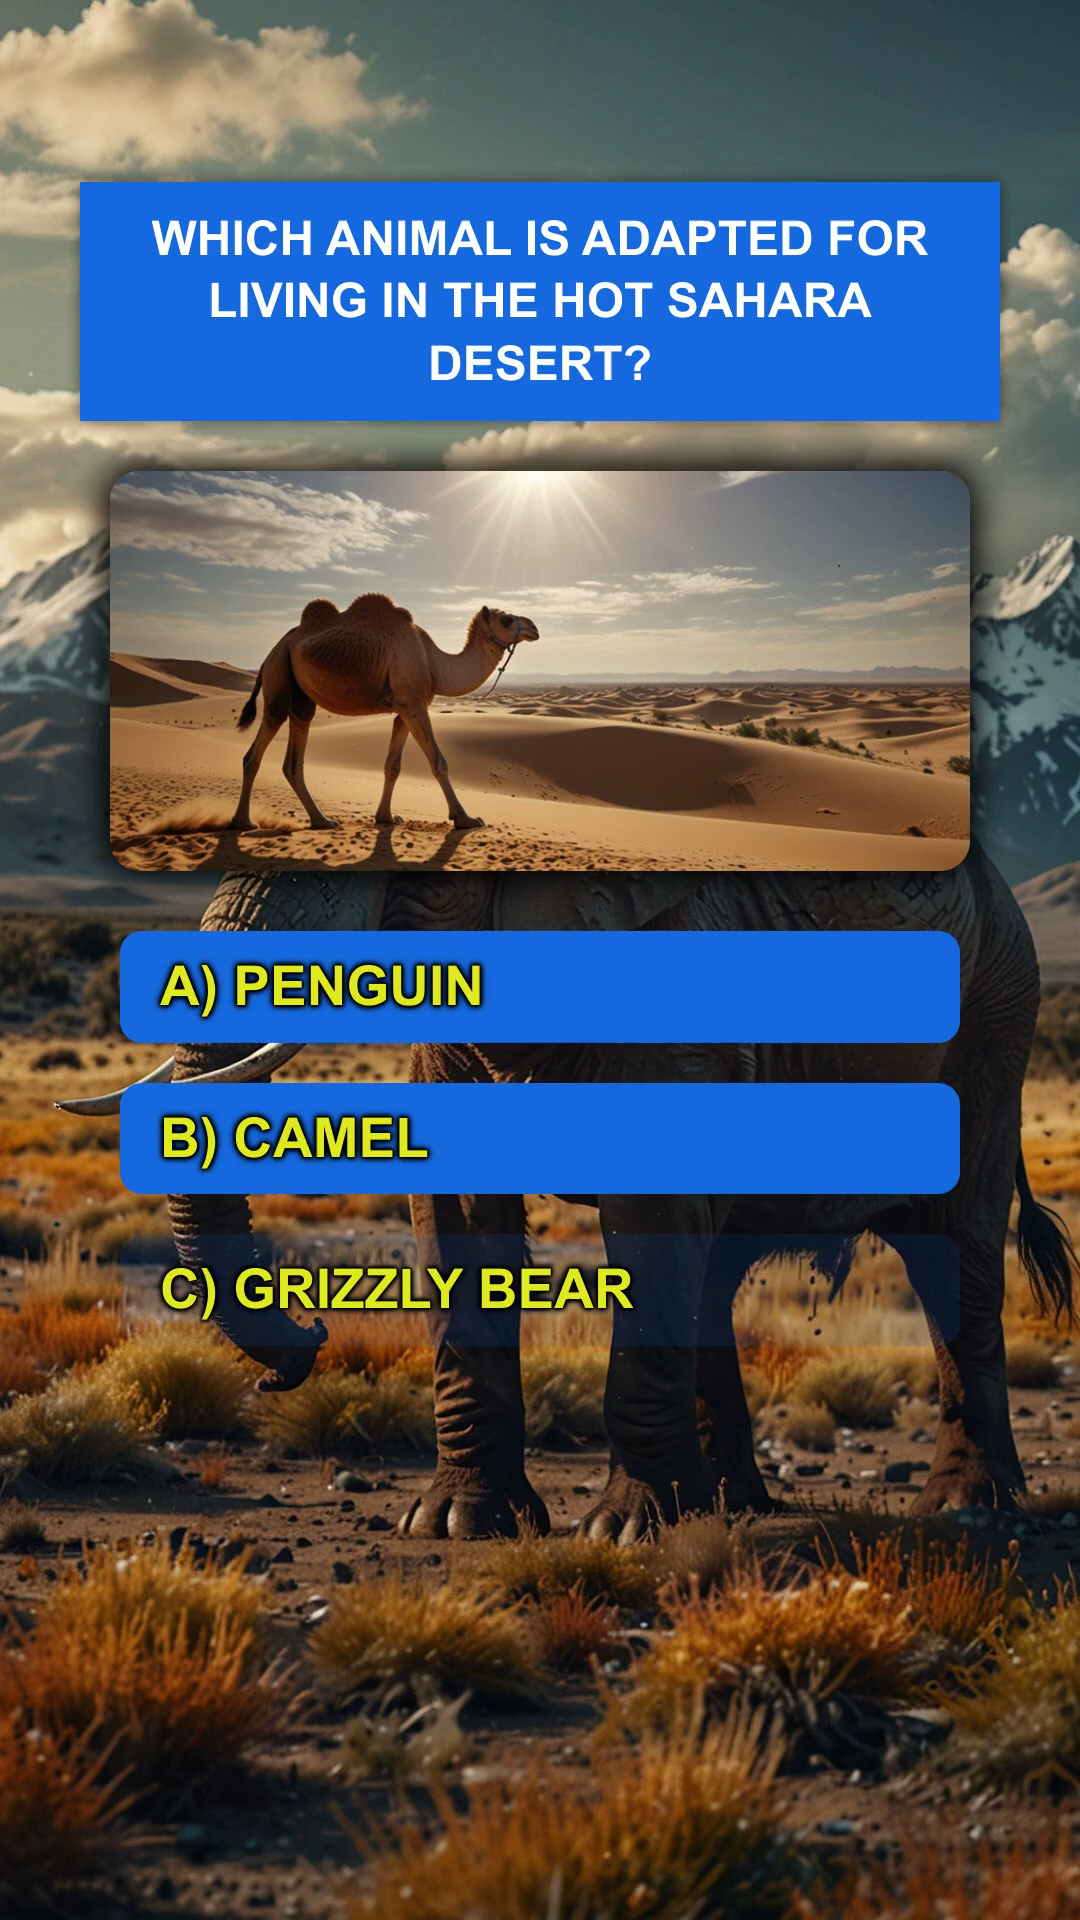 WHICH ANIMAL IS ADAPTED FOR
LIVING IN THE HOT SAHARA
DESERT?
A) PENGUIN
B) CAMEL
C) GRIZZLY BEAR